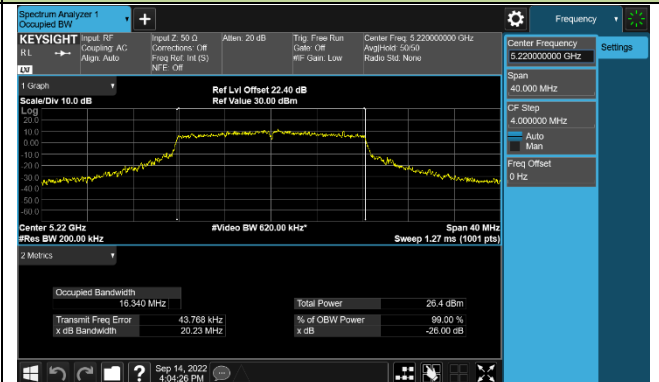 Spectrum Analyzer 1
Occupied BW
Frequency
KEYSIGHT
RL
LXI
Input: RF
Coupling: AC
Align: Auto
Input Z: 50 Ω
Corrections: Off
Freq Ref: Int (S)
NFE: Off
Atten: 20 dB
Trig: Free Run
Gate: Off
#IF Gain: Low
Center Freq: 5.220000000 GHz
Avg|Hold: 50/50
Radio Std: None
Center Frequency
5.220000000 GHz
Settings
Span
40.000 MHz
CF Step
4.000000 MHz
Auto
Man
Freq Offset
0 Hz
1 Graph
Scale/Div 10.0 dB
Ref Lvl Offset 22.40 dB
Ref Value 30.00 dBm
Log
20.0
10.0
0.00
-10.0
-20.0
-30.0
-40.0
-50.0
-60.0
Center 5.22 GHz
#Res BW 200.00 kHz
#Video BW 620.00 kHz*
Span 40 MHz
Sweep 1.27 ms (1001 pts)
2 Metrics
Occupied Bandwidth
16.340 MHz
Total Power 26.4 dBm
Transmit Freq Error 43.768 kHz
% of OBW Power 99.00 %
x dB Bandwidth 20.23 MHz
x dB -26.00 dB
Sep 14, 2022
4:04:26 PM